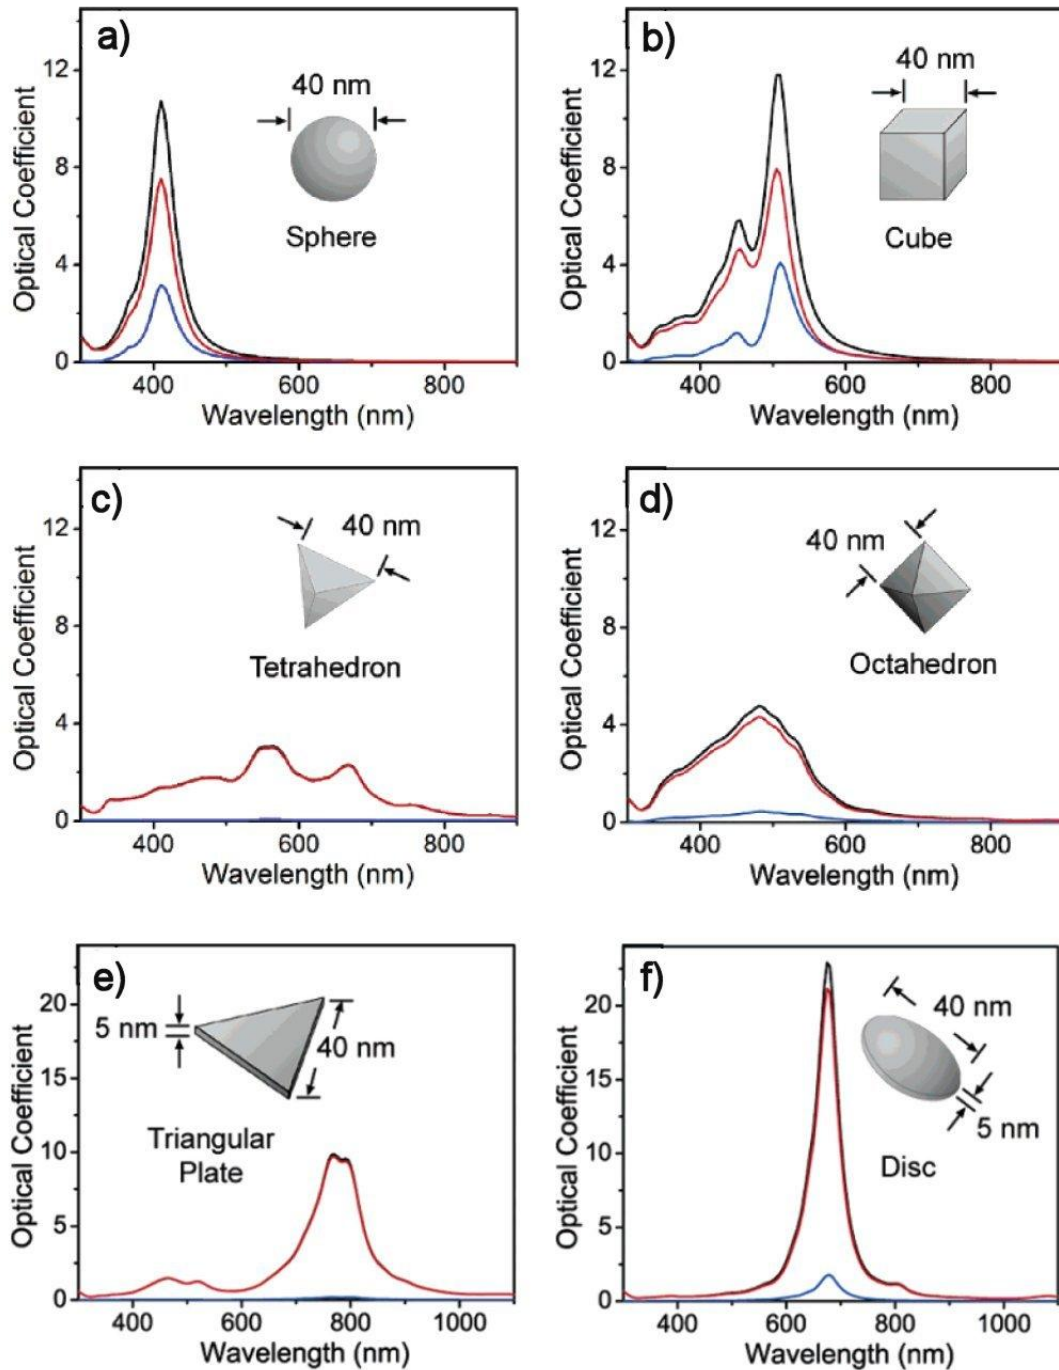 a)
40 nm
Sphere
Optical Coefficient
12
8
4
0
400
600
800
Wavelength (nm)
b)
40 nm
Cube
Optical Coefficient
12
8
4
0
400
600
800
Wavelength (nm)
c)
40 nm
Tetrahedron
Optical Coefficient
12
8
4
0
400
600
800
Wavelength (nm)
d)
40 nm
Octahedron
Optical Coefficient
12
8
4
0
400
600
800
Wavelength (nm)
e)
5 nm
40 nm
Triangular
Plate
Optical Coefficient
20
15
10
5
0
400
600
800
1000
Wavelength (nm)
f)
40 nm
5 nm
Disc
Optical Coefficient
20
15
10
5
0
400
600
800
1000
Wavelength (nm)